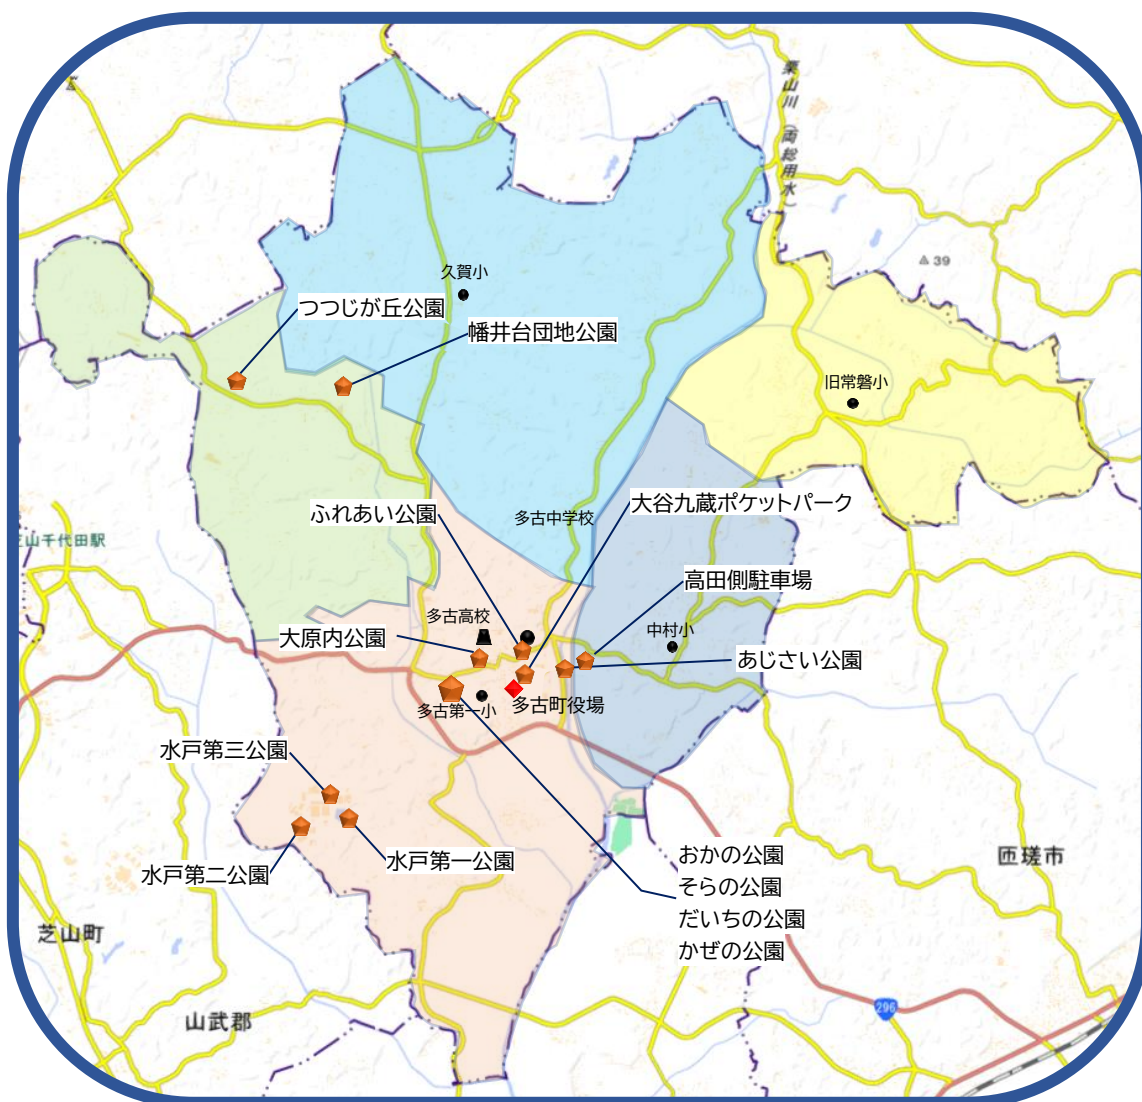 栗山川（両総用水）
39
久賀小
つつじが丘公園
幡井台団地公園
旧常磐小
大谷九蔵ポケットパーク
ふれあい公園
多古中学校
山千代田駅
高田側駐車場
多古高校
中村小
大原内公園
あじさい公園
多古第一小
多古町役場
水戸第三公園
水戸第一公園
水戸第二公園
おかの公園
そらの公園
だいちの公園
かぜの公園
匝瑳市
芝山町
山武郡
296